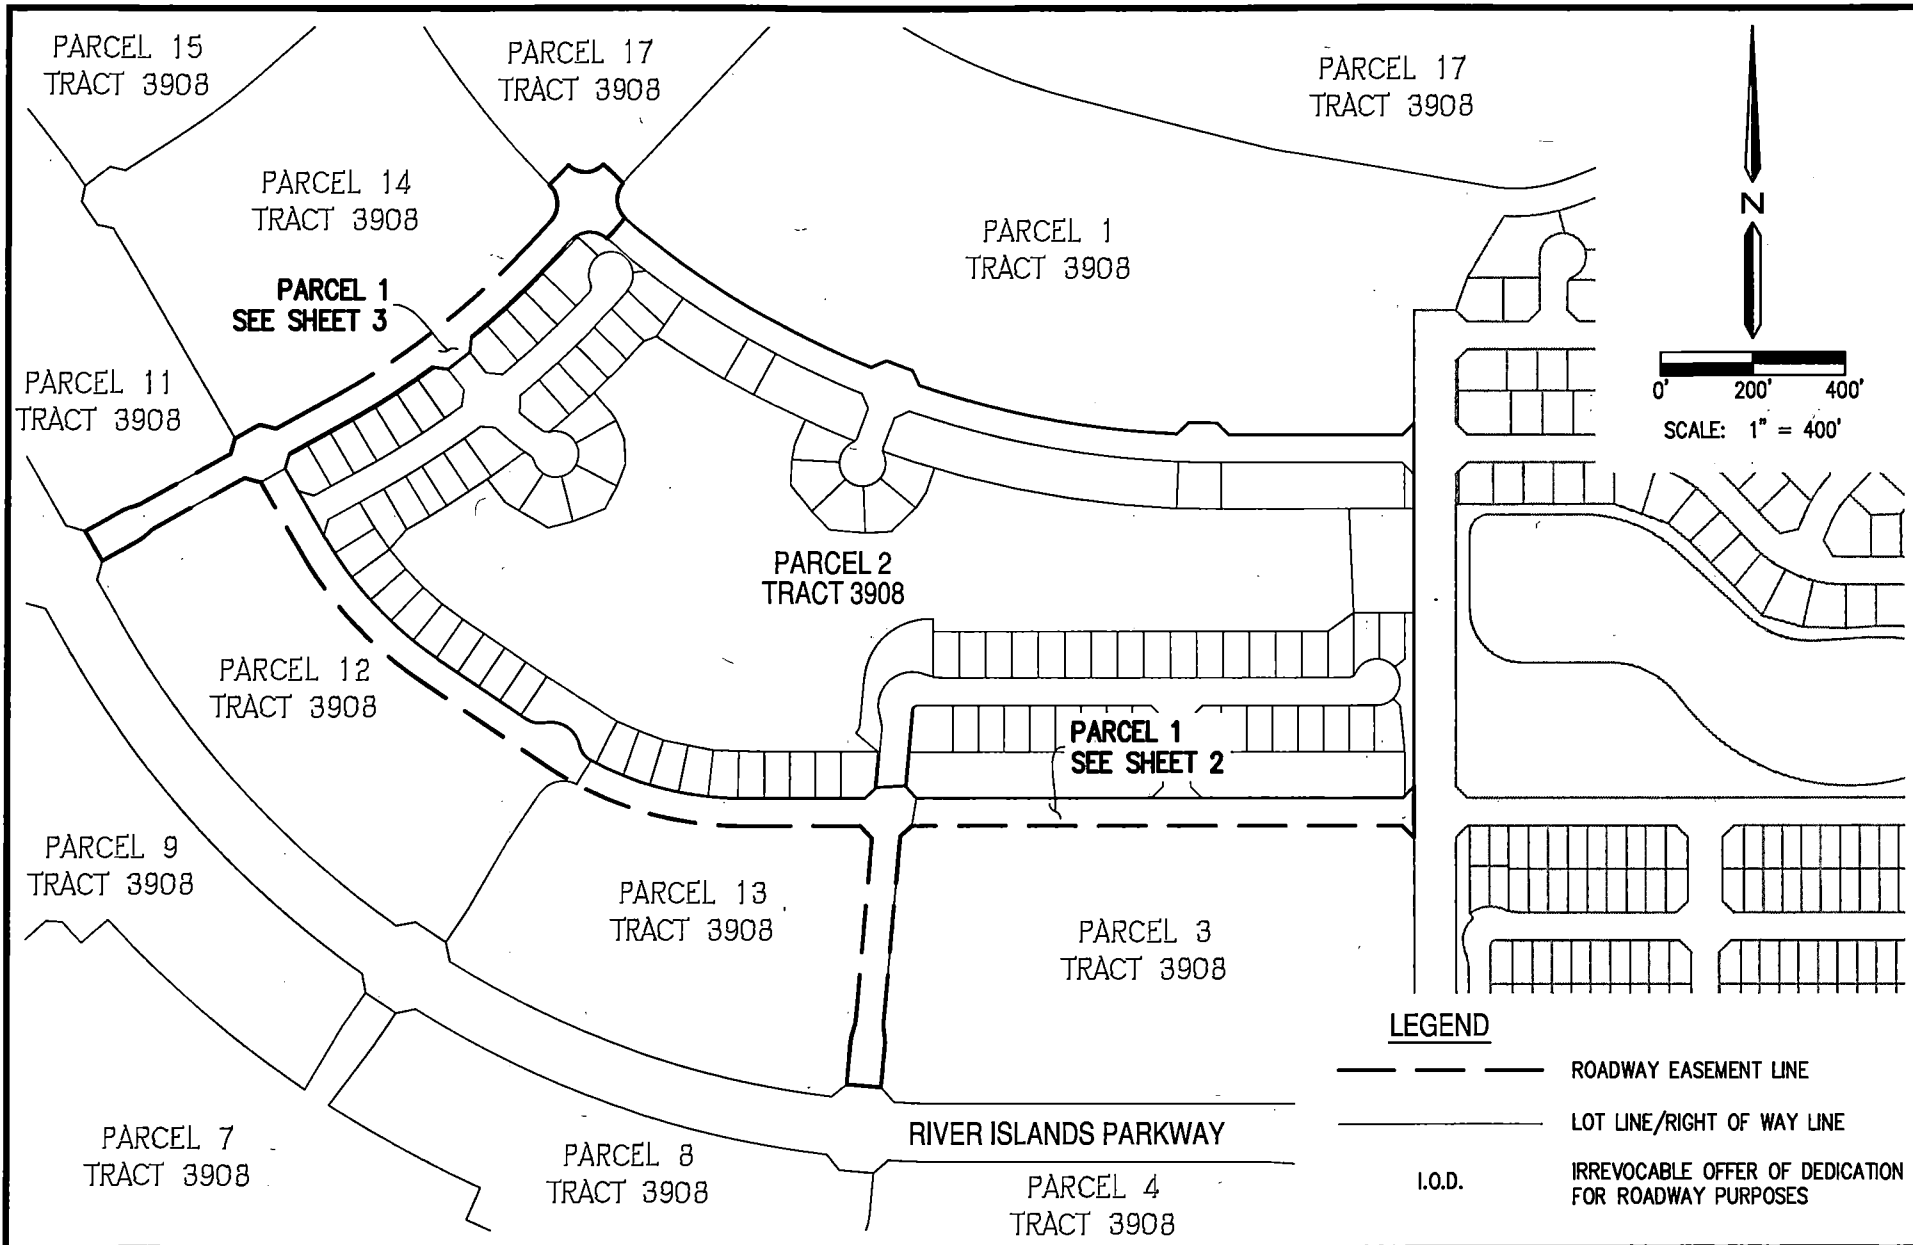 PARCEL 15
TRACT 3908
PARCEL 17
TRACT 3908
PARCEL 17
TRACT 3908
PARCEL 14
TRACT 3908
PARCEL 1
TRACT 3908
N
PARCEL 1
SEE SHEET 3
0' 200' 400'
SCALE: 1" = 400'
PARCEL 11
TRACT 3908
PARCEL 2
TRACT 3908
PARCEL 12
TRACT 3908
PARCEL 1
SEE SHEET 2
PARCEL 9
TRACT 3908
PARCEL 13
TRACT 3908
PARCEL 3
TRACT 3908
LEGEND
ROADWAY EASEMENT LINE
LOT LINE/RIGHT OF WAY LINE
I.O.D. IRREVOCABLE OFFER OF DEDICATION
FOR ROADWAY PURPOSES
RIVER ISLANDS PARKWAY
PARCEL 7
TRACT 3908
PARCEL 8
TRACT 3908
PARCEL 4
TRACT 3908